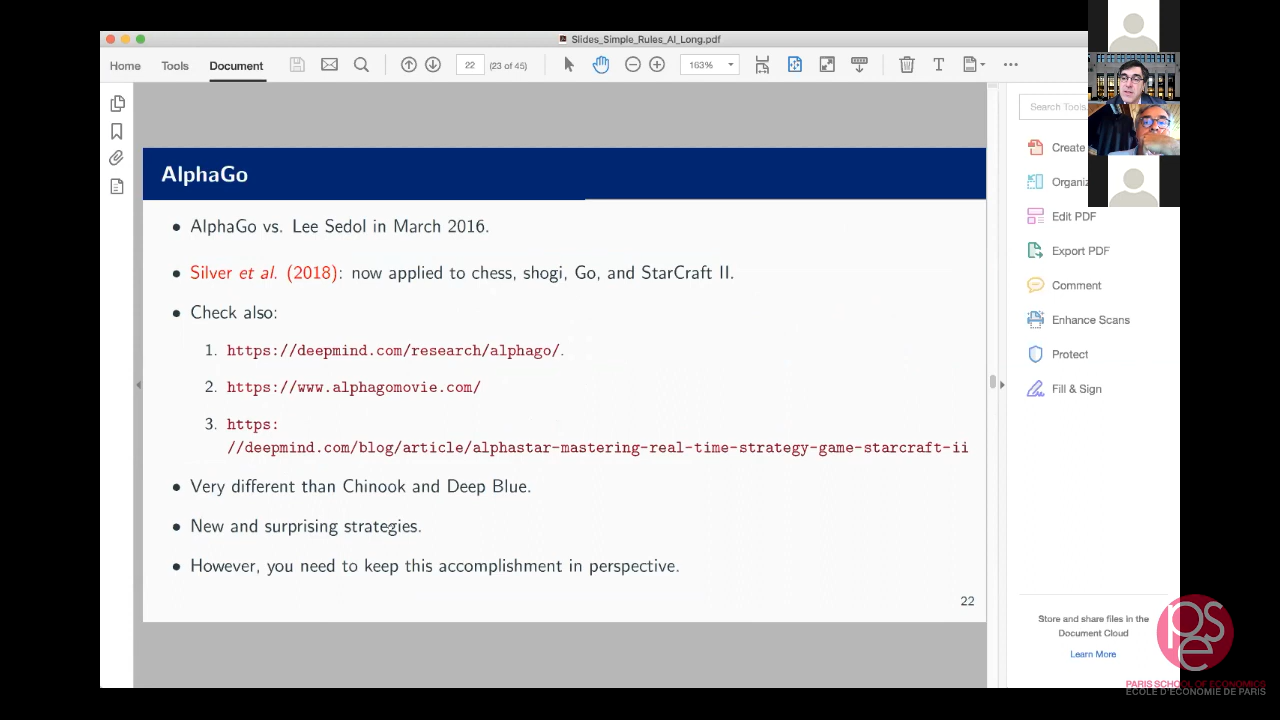 Slides_Simple_Rules_AI_Long.pdf
Home Tools Document 22 (23 of 45) 163%
Search Tools
Create
Organiz
Edit PDF
Export PDF
Comment
Enhance Scans
Protect
Fill & Sign
AlphaGo
• AlphaGo vs. Lee Sedol in March 2016.
• Silver et al. (2018): now applied to chess, shogi, Go, and StarCraft II.
• Check also:
1. https://deepmind.com/research/alphago/.
2. https://www.alphagomovie.com/
3. https:
//deepmind.com/blog/article/alphastar-mastering-real-time-strategy-game-starcraft-ii
• Very different than Chinook and Deep Blue.
• New and surprising strategies.
• However, you need to keep this accomplishment in perspective.
22
Store and share files in the
Document Cloud
Learn More
pse
PARIS SCHOOL OF ECONOMICS
ÉCOLE D'ÉCONOMIE DE PARIS